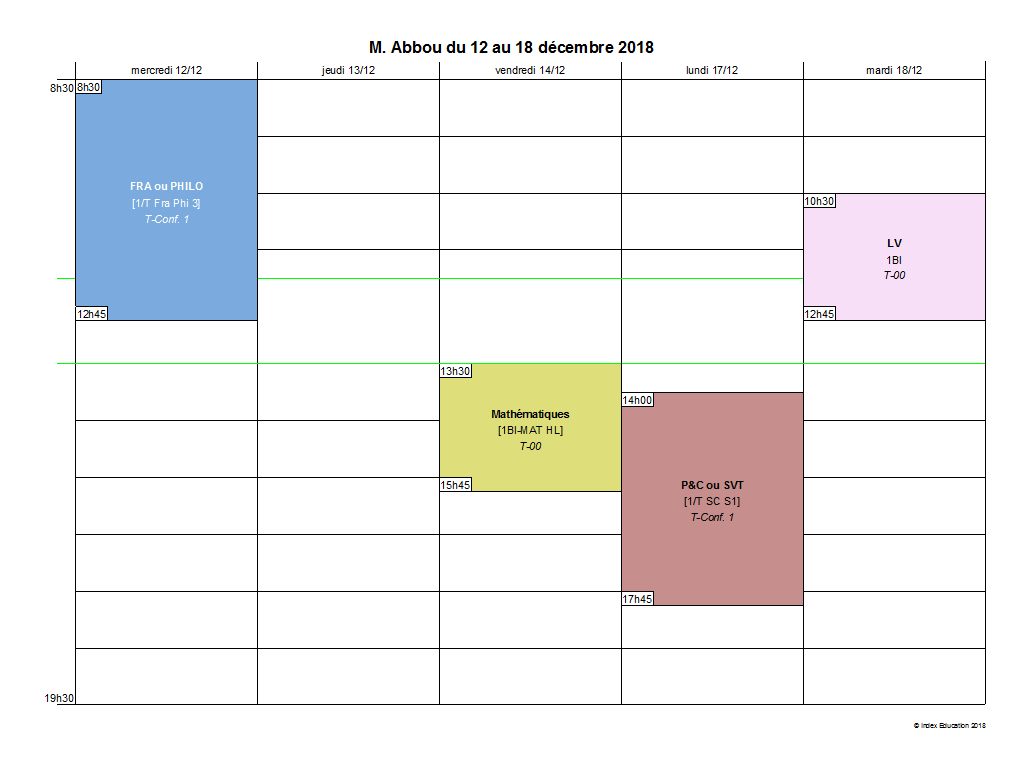 M. Abbou du 12 au 18 décembre 2018
mercredi 12/12
jeudi 13/12
vendredi 14/12
lundi 17/12
mardi 18/12
8h30
8h30
FRA ou PHILO
[1/T Fra Phi 3]
T-Conf. 1
12h45
13h30
Mathématiques
[1BI-MAT HL]
T-00
15h45
14h00
P&C ou SVT
[1/T SC S1]
T-Conf. 1
17h45
10h30
LV
1BI
T-00
12h45
19h30
© Index Education 2018